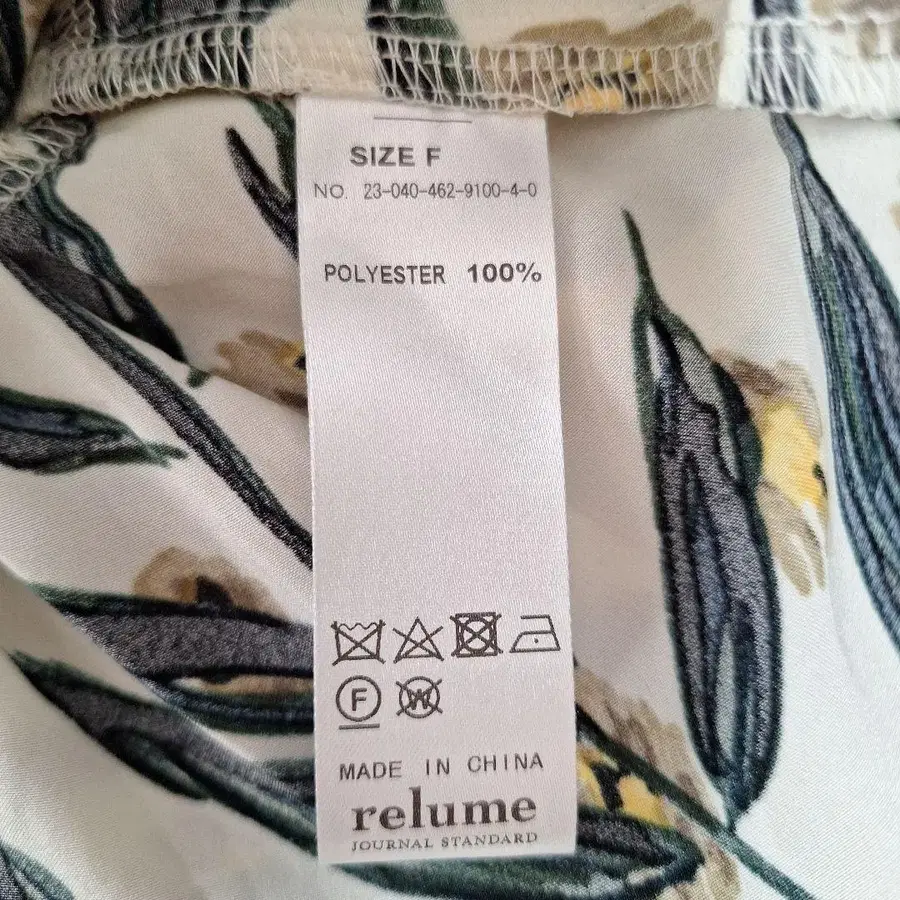 SIZE F
NO. 23-040-462-9100-4-0
POLYESTER 100%
F W
MADE IN CHINA
relume
JOURNAL STANDARD